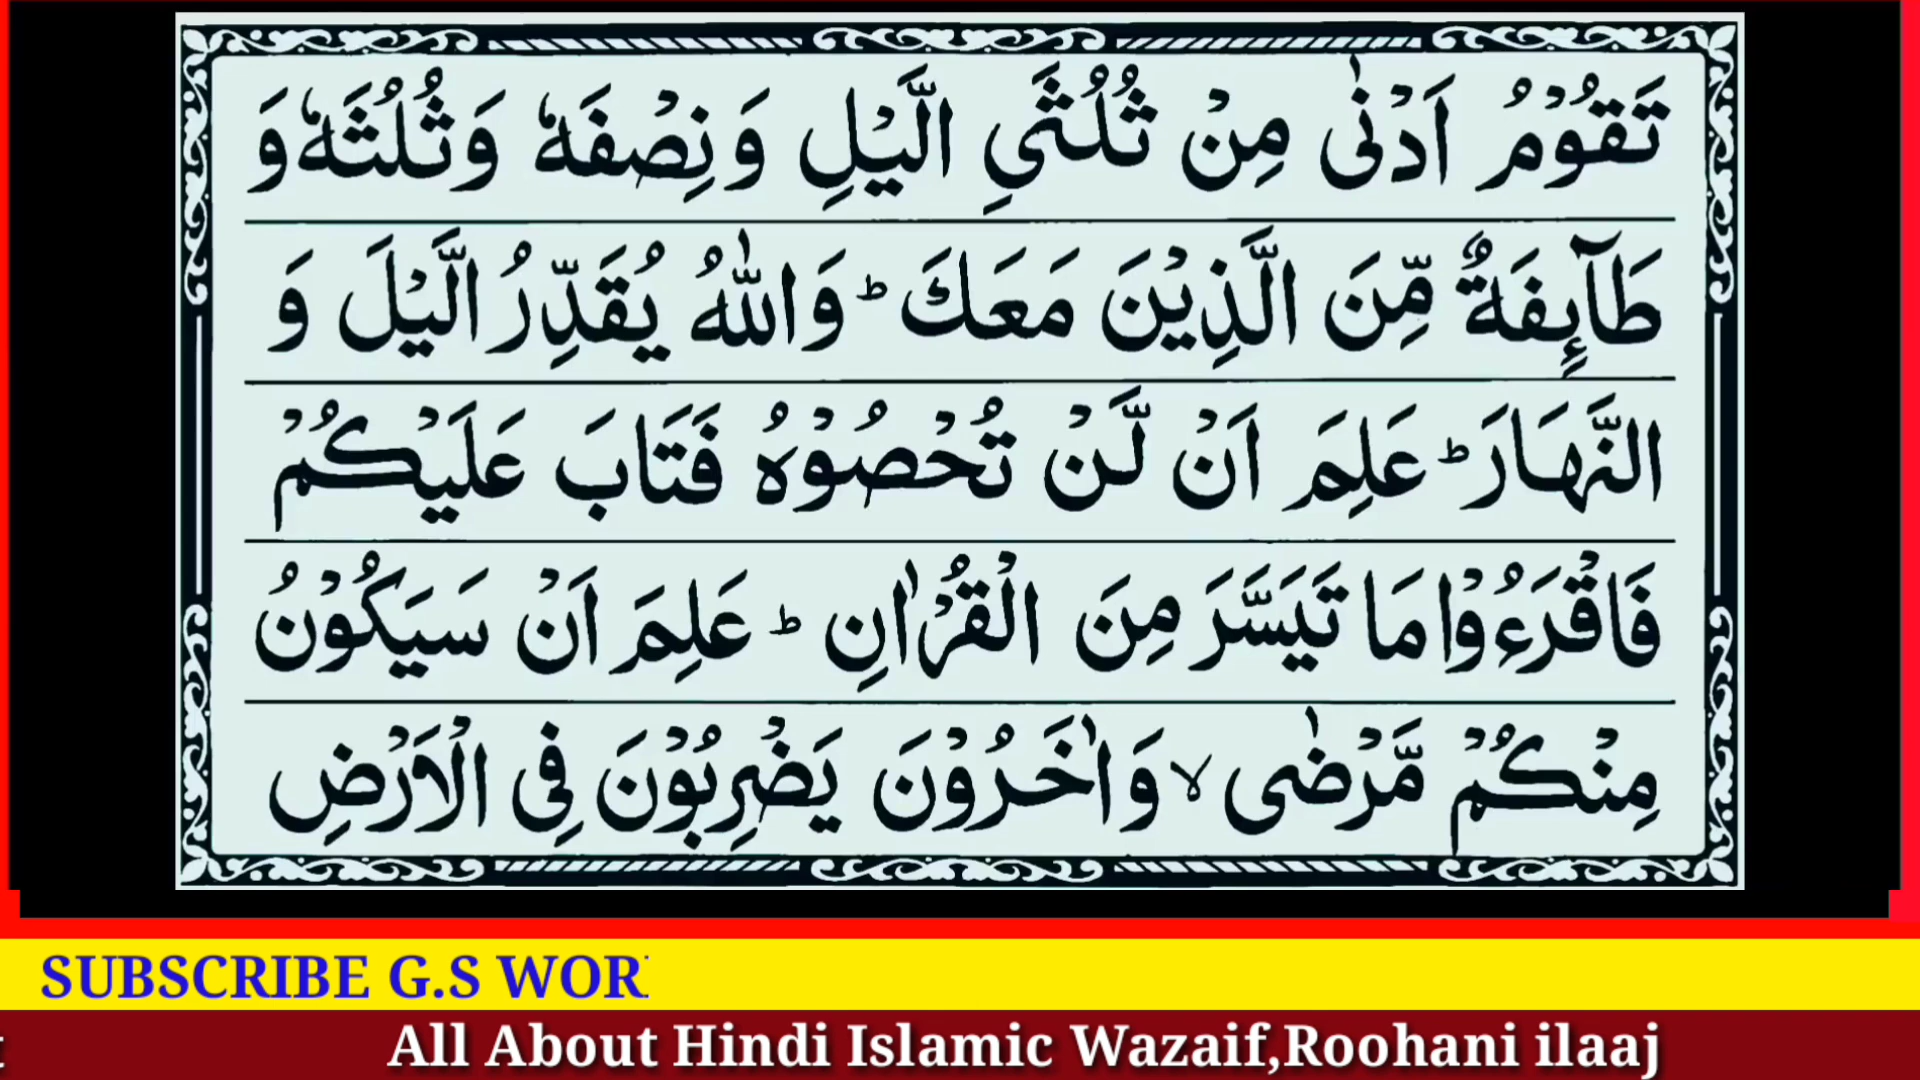 تَقُوۡمُ اَدۡنٰى مِنۡ ثُلُثَىِ الَّيۡلِ وَ نِصۡفَهٗ وَ ثُلُثَهٗ وَ
طَآٮِٕفَةٌ مِّنَ الَّذِيۡنَ مَعَكَ‌ ؕ وَاللّٰهُ يُقَدِّرُ الَّيۡلَ وَ
النَّهَارَ‌ؕ عَلِمَ اَنۡ لَّنۡ تُحۡصُوۡهُ فَتَابَ عَلَيۡكُمۡ
فَاقۡرَءُوۡا مَا تَيَسَّرَ مِنَ الۡقُرۡاٰنِ‌ ؕ عَلِمَ اَنۡ سَيَكُوۡنُ
مِنۡكُمۡ مَّرۡضٰى‌ ۙ وَاٰخَرُوۡنَ يَضۡرِبُوۡنَ فِى الۡاَرۡضِ
SUBSCRIBE G.S WOR
All About Hindi Islamic Wazaif,Roohani ilaaj